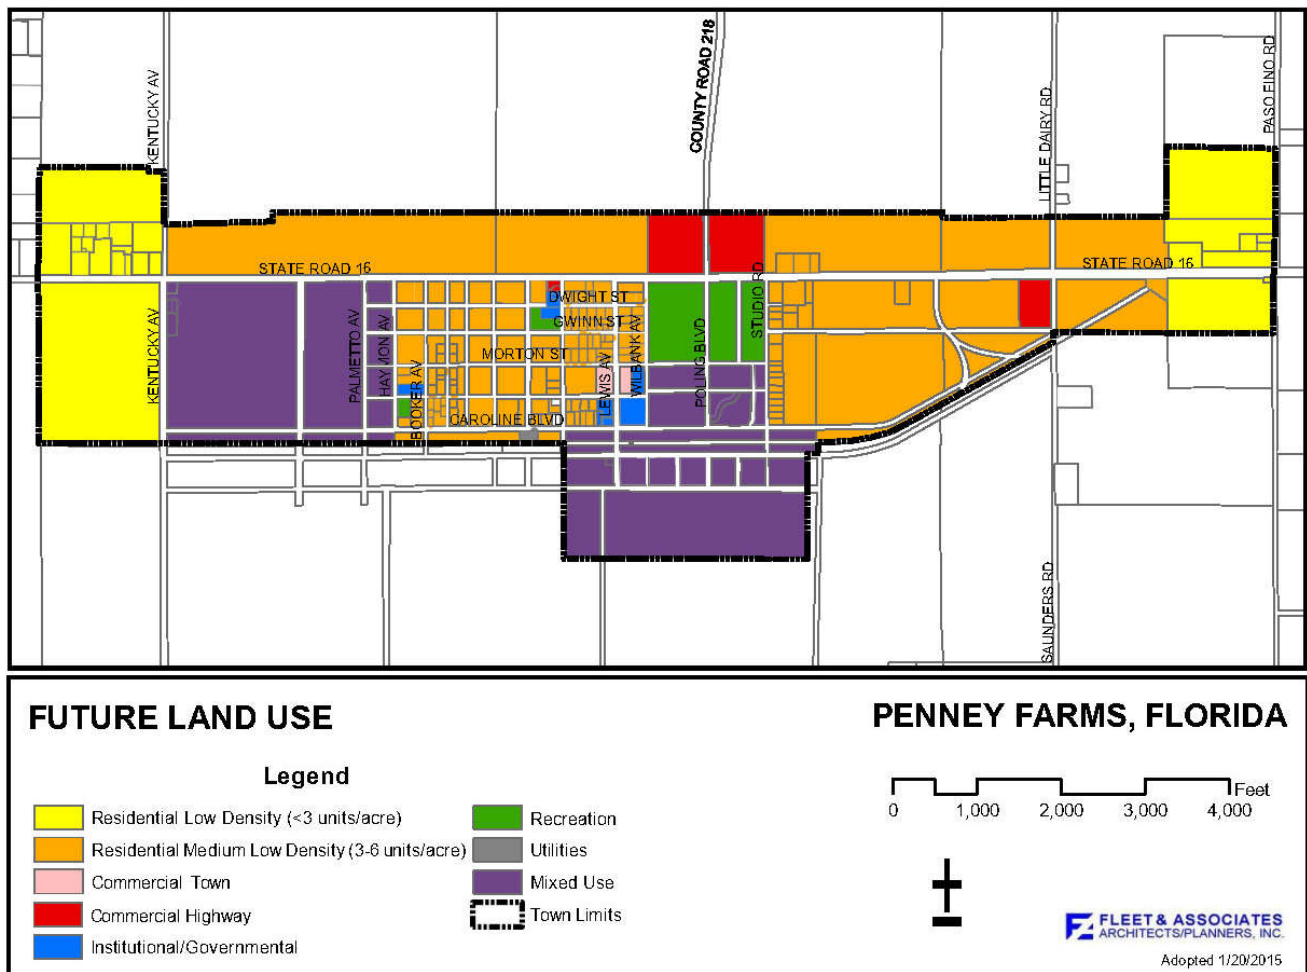 KENTUCKY AV
COUNTY ROAD 218
LITTLE DAIRY RD
PASO FINO RD
STATE ROAD 16
STATE ROAD 16
KENTUCKY AV
PALMETTO AV
HAYMON AV
BOOKER AV
DWIGHT ST
GWINN ST
MORTON ST
CAROLINE BLVD
LEWIS AV
WILBANK AV
POLING BLVD
STUDIO RD
SAUNDERS RD
FUTURE LAND USE
PENNEY FARMS, FLORIDA
Legend
Residential Low Density (<3 units/acre)
Residential Medium Low Density (3-6 units/acre)
Commercial Town
Commercial Highway
Institutional/Governmental
Recreation
Utilities
Mixed Use
Town Limits
Feet
0 1,000 2,000 3,000 4,000
FLEET & ASSOCIATES
ARCHITECTS/PLANNERS, INC.
Adopted 1/20/2015